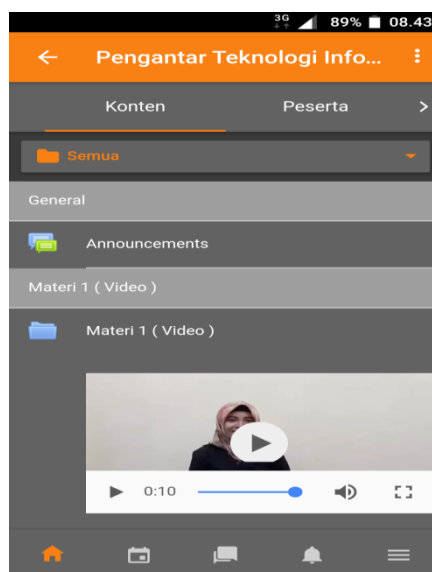 3G 89% 08.43
Pengantar Teknologi Info...
Konten Peserta
Semua
General
Announcements
Materi 1 ( Video )
Materi 1 ( Video )
0:10